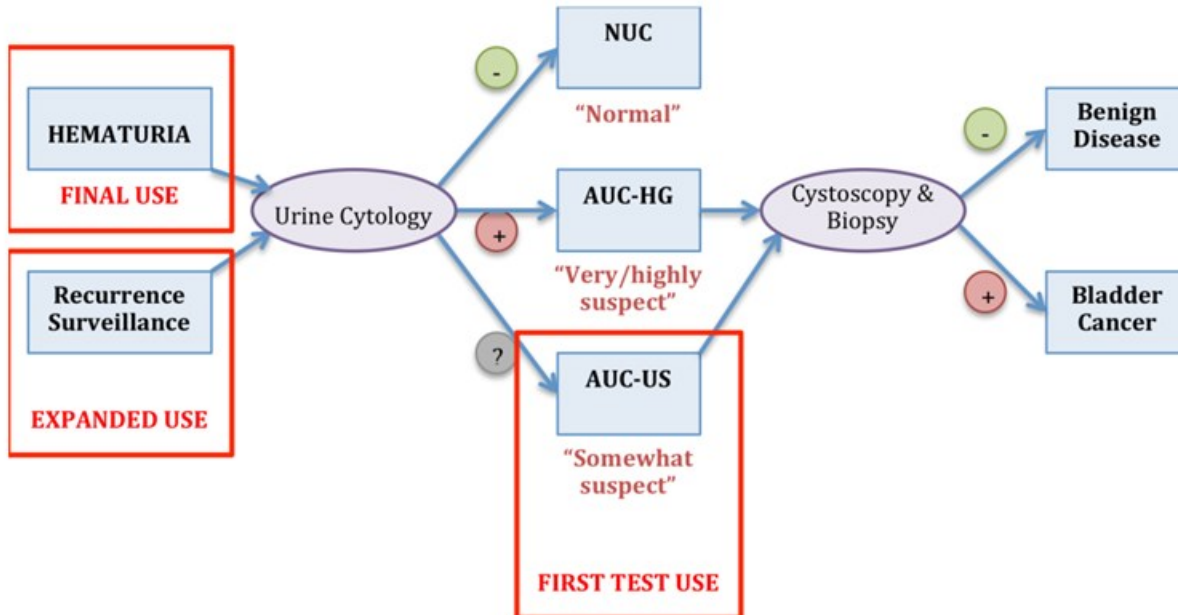 HEMATURIA
FINAL USE
Recurrence
Surveillance
EXPANDED USE
Urine Cytology
-
+
?
NUC
“Normal”
AUC-HG
“Very/highly
suspect”
AUC-US
“Somewhat
suspect”
FIRST TEST USE
Cystoscopy &
Biopsy
-
+
Benign
Disease
Bladder
Cancer